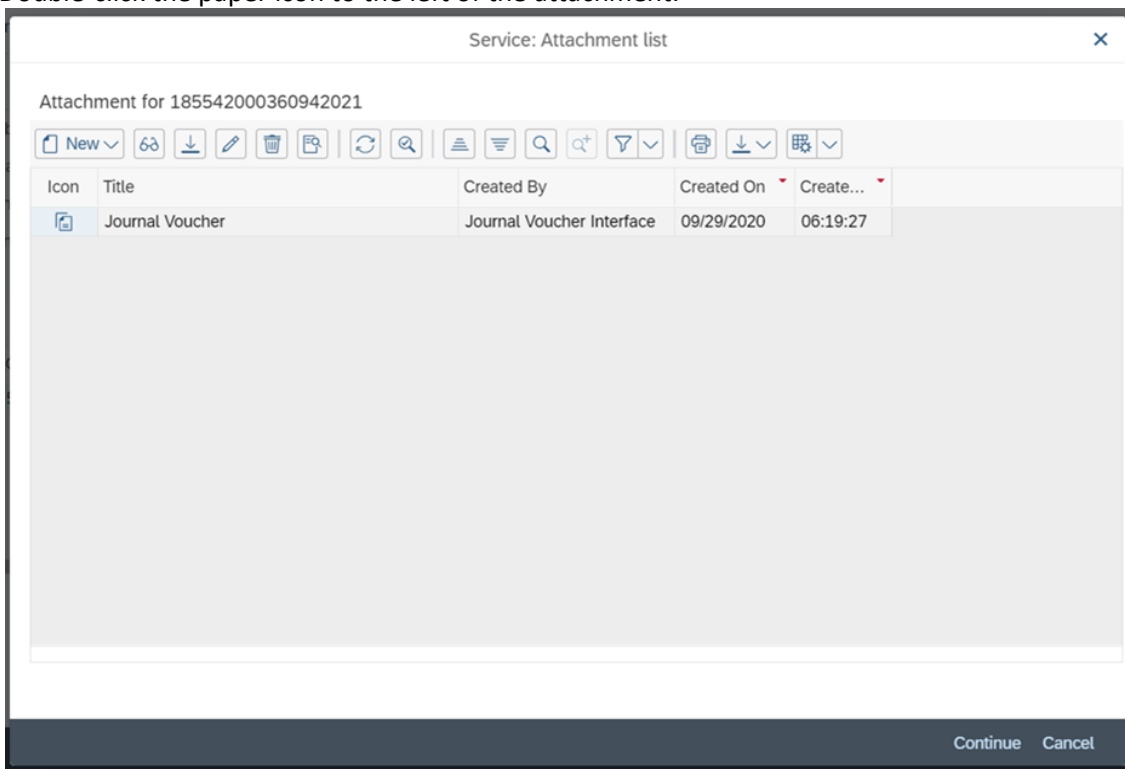 Double-click the paper icon to the left of the attachment.
Service: Attachment list
Attachment for 185542000360942021
New
Icon Title Created By Created On Create...
Journal Voucher Journal Voucher Interface 09/29/2020 06:19:27
Continue Cancel